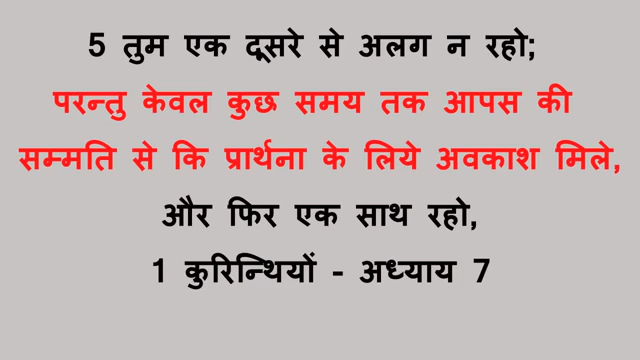 5 तुम एक दूसरे से अलग न रहो;
परन्तु केवल कुछ समय तक आपस की
सम्मति से कि प्रार्थना के लिये अवकाश मिले,
और फिर एक साथ रहो,
1 कुरिन्थियों - अध्याय 7